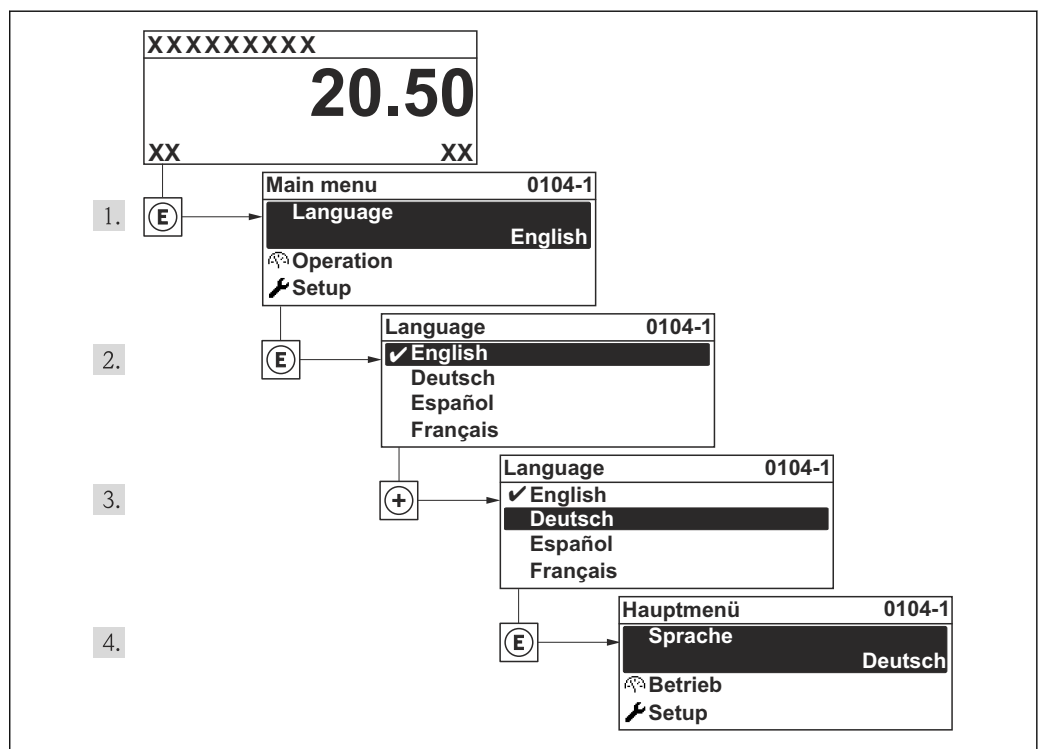 XXXXXXXXX
20.50
XX XX
1. E
Main menu 0104-1
Language
English
Operation
Setup
2. E
Language 0104-1
✔English
Deutsch
Español
Français
3. +
Language 0104-1
✔English
Deutsch
Español
Français
4. E
Hauptmenü 0104-1
Sprache
Deutsch
Betrieb
Setup